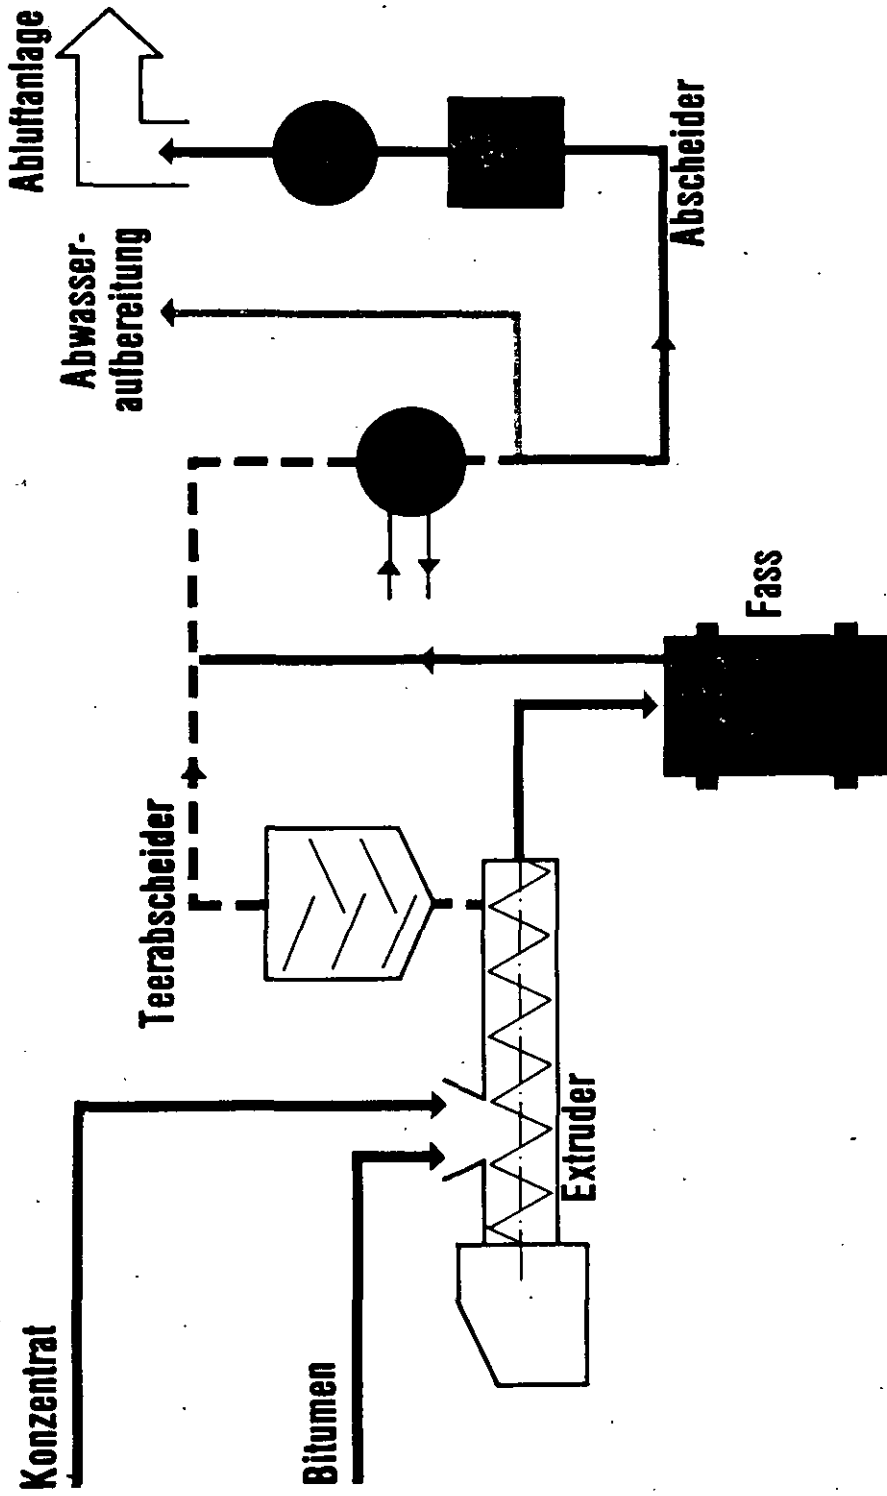 Konzentrat
Bitumen
Teerabscheider
Extruder
Abwasser-
aufbereitung
Abluftanlage
Fass
Abscheider